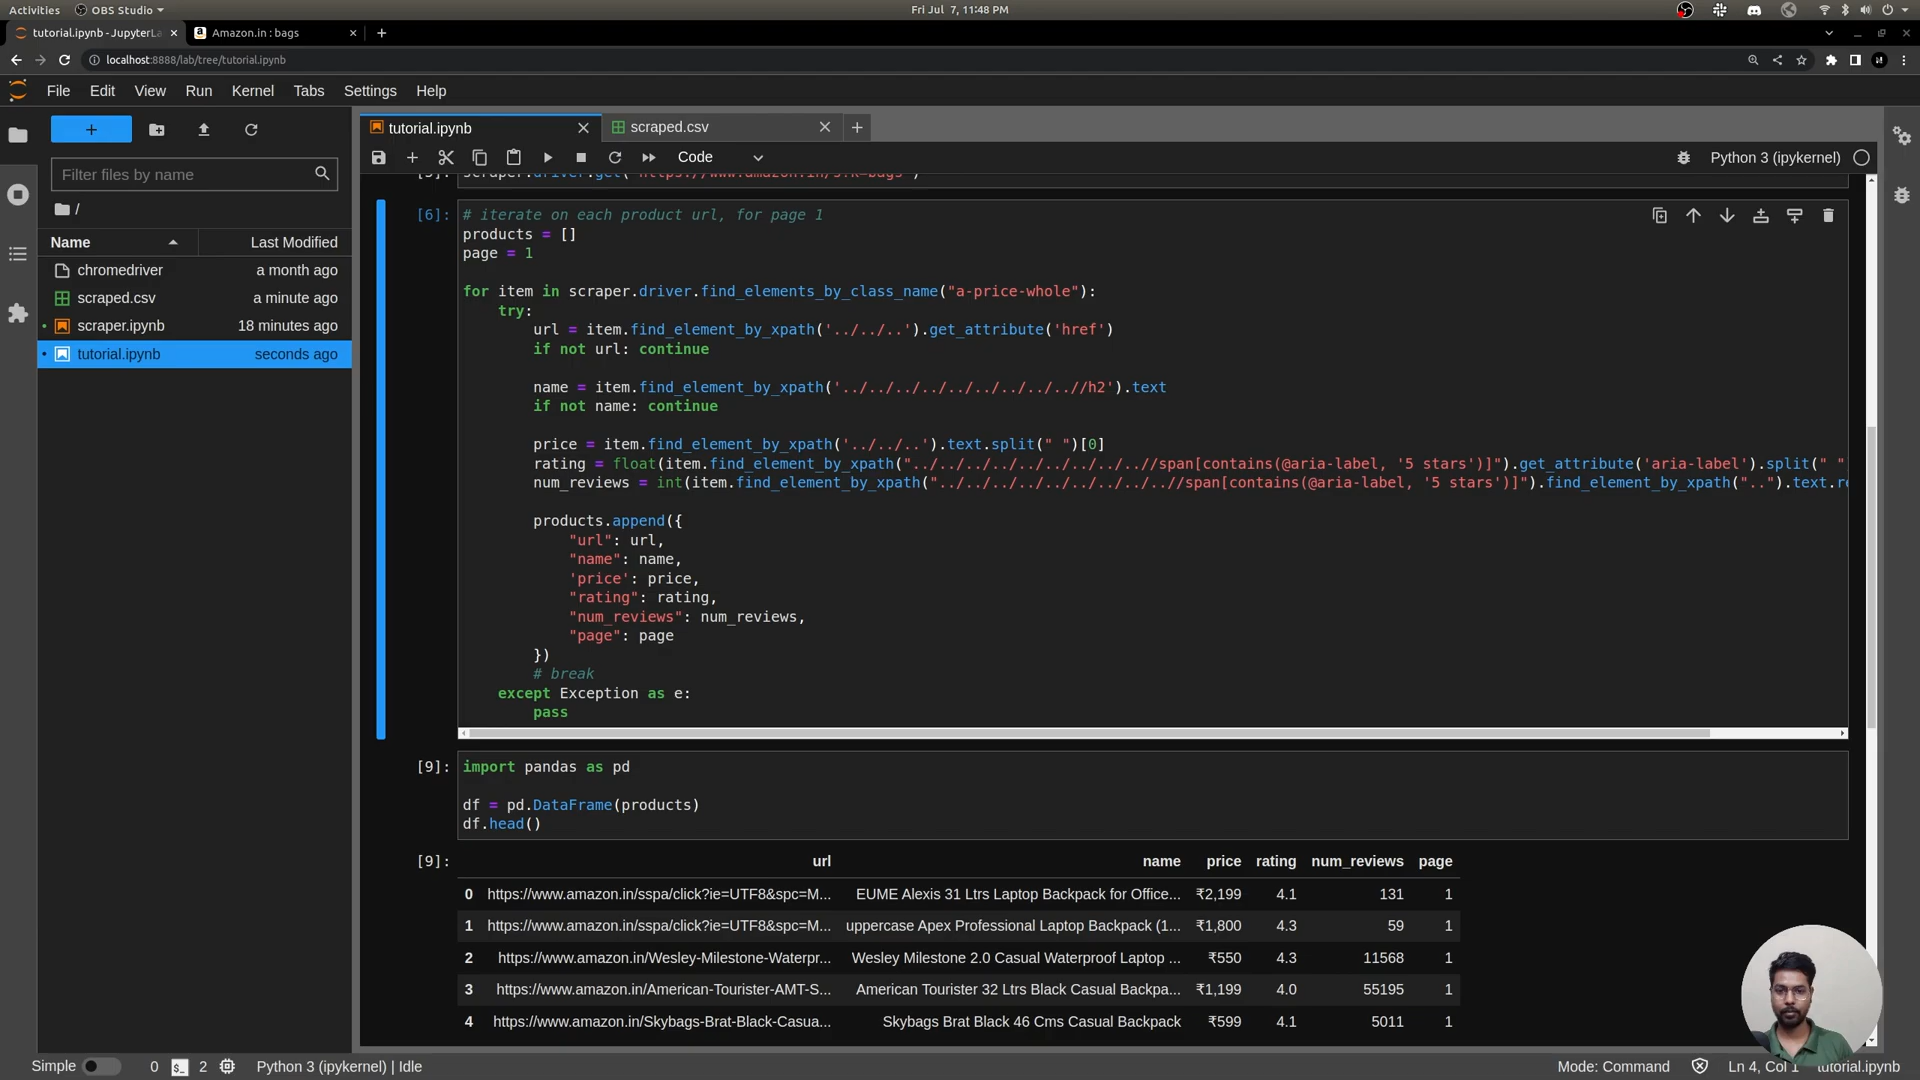 Activities OBS Studio Fri Jul 7, 11:48 PM
tutorial.ipynb - JupyterLa Amazon.in : bags
localhost:8888/lab/tree/tutorial.ipynb
File Edit View Run Kernel Tabs Settings Help
tutorial.ipynb scraped.csv
Code Python 3 (ipykernel)
Filter files by name
/
Name Last Modified
chromedriver a month ago
scraped.csv a minute ago
scraper.ipynb 18 minutes ago
tutorial.ipynb seconds ago
scraper.driver.get("https://www.amazon.in/s?k=bags")
[6]: # iterate on each product url, for page 1
products = []
page = 1
for item in scraper.driver.find_elements_by_class_name("a-price-whole"):
try:
url = item.find_element_by_xpath('../../..').get_attribute('href')
if not url: continue
name = item.find_element_by_xpath('../../../../../../../../..//h2').text
if not name: continue
price = item.find_element_by_xpath('../../..').text.split(" ")[0]
rating = float(item.find_element_by_xpath("../../../../../../../../..//span[contains(@aria-label, '5 stars')]").get_attribute('aria-label').split(" "
num_reviews = int(item.find_element_by_xpath("../../../../../../../../..//span[contains(@aria-label, '5 stars')]").find_element_by_xpath("..").text.re
products.append({
"url": url,
"name": name,
'price': price,
"rating": rating,
"num_reviews": num_reviews,
"page": page
})
# break
except Exception as e:
pass
[9]: import pandas as pd
df = pd.DataFrame(products)
df.head()
[9]: url name price rating num_reviews page
0 https://www.amazon.in/sspa/click?ie=UTF8&spc=M... EUME Alexis 31 Ltrs Laptop Backpack for Office... ₹2,199 4.1 131 1
1 https://www.amazon.in/sspa/click?ie=UTF8&spc=M... uppercase Apex Professional Laptop Backpack (1... ₹1,800 4.3 59 1
2 https://www.amazon.in/Wesley-Milestone-Waterpr... Wesley Milestone 2.0 Casual Waterproof Laptop ... ₹550 4.3 11568 1
3 https://www.amazon.in/American-Tourister-AMT-S... American Tourister 32 Ltrs Black Casual Backpa... ₹1,199 4.0 55195 1
4 https://www.amazon.in/Skybags-Brat-Black-Casua... Skybags Brat Black 46 Cms Casual Backpack ₹599 4.1 5011 1
Simple 0 2 Python 3 (ipykernel) | Idle Mode: Command Ln 4, Col 1 tutorial.ipynb